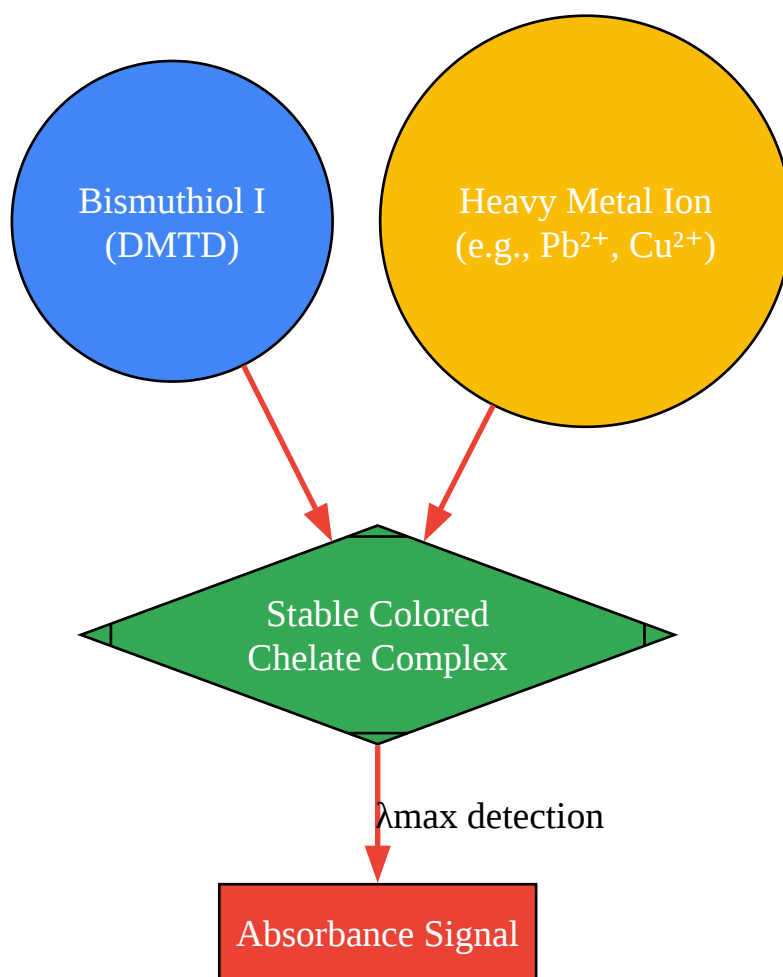 Bismuthiol I
(DMTD)
Heavy Metal Ion
(e.g., Pb²⁺, Cu²⁺)
Stable Colored
Chelate Complex
λmax detection
Absorbance Signal